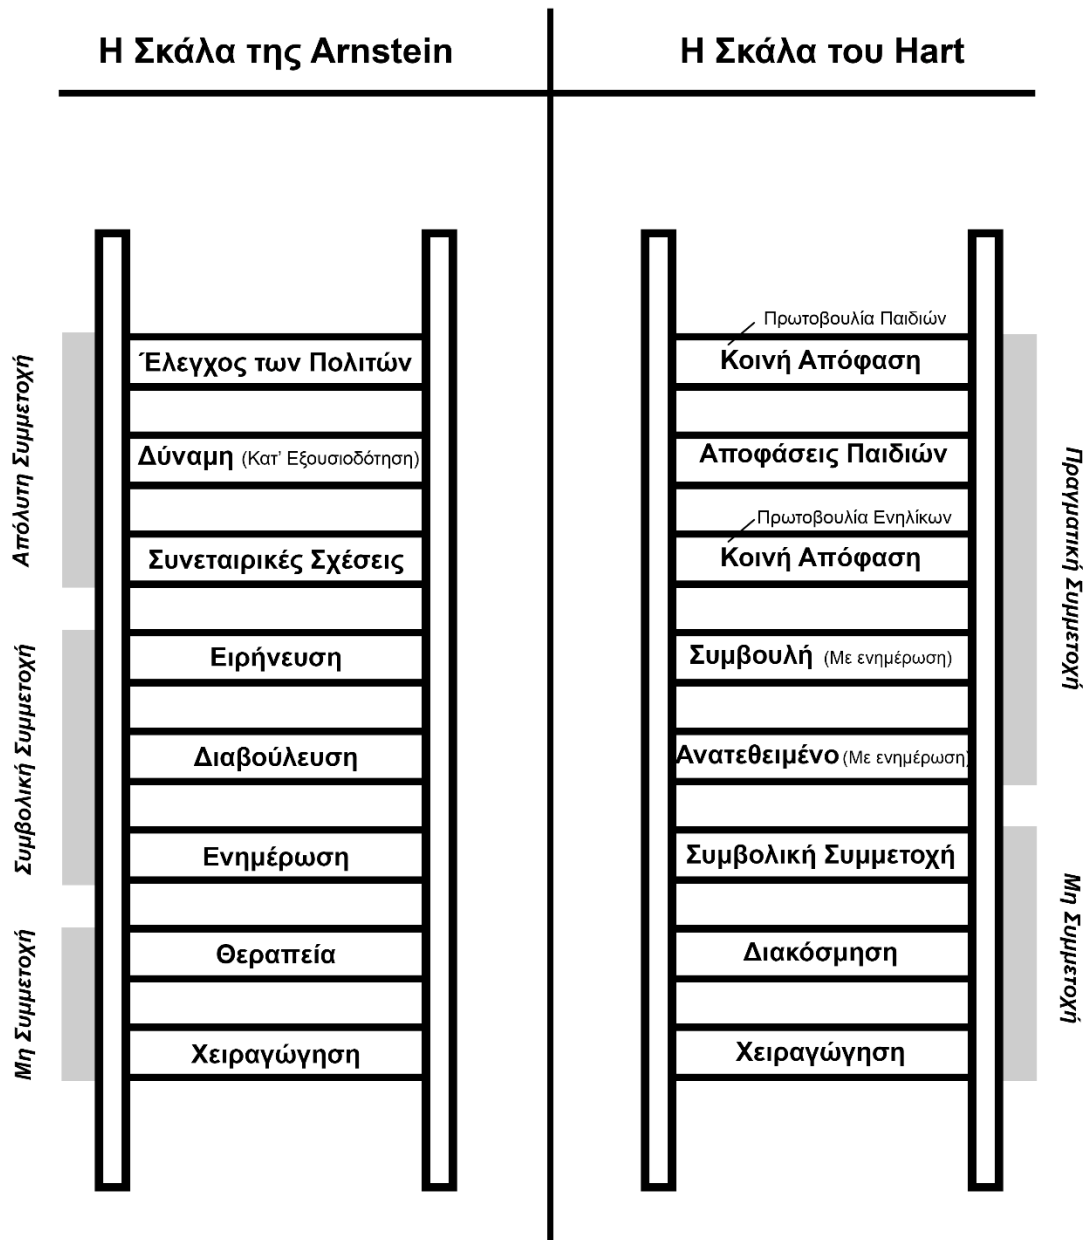 Η Σκάλα της Arnstein
Απόλυτη Συμμετοχή
Έλεγχος των Πολιτών
Δύναμη (Κατ' Εξουσιοδότηση)
Συνεταιρικές Σχέσεις
Συμβολική Συμμετοχή
Ειρήνευση
Διαβούλευση
Ενημέρωση
Μη Συμμετοχή
Θεραπεία
Χειραγώγηση
Η Σκάλα του Hart
Πρωτοβουλία Παιδιών
Κοινή Απόφαση
Αποφάσεις Παιδιών
Πρωτοβουλία Ενηλίκων
Κοινή Απόφαση
Συμβουλή (Με ενημέρωση)
Ανατεθειμένο (Με ενημέρωση)
Πραγματική Συμμετοχή
Συμβολική Συμμετοχή
Διακόσμηση
Χειραγώγηση
Μη Συμμετοχή